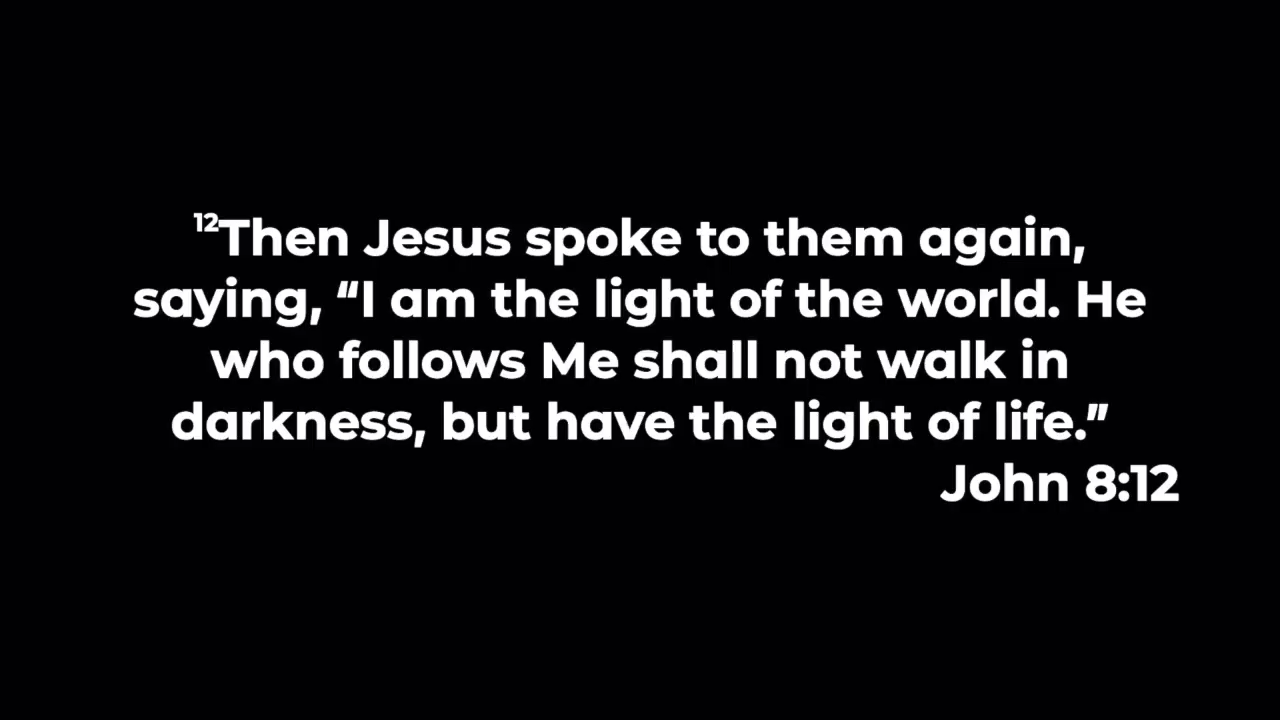 ¹²Then Jesus spoke to them again,
saying, “I am the light of the world. He
who follows Me shall not walk in
darkness, but have the light of life.”
John 8:12